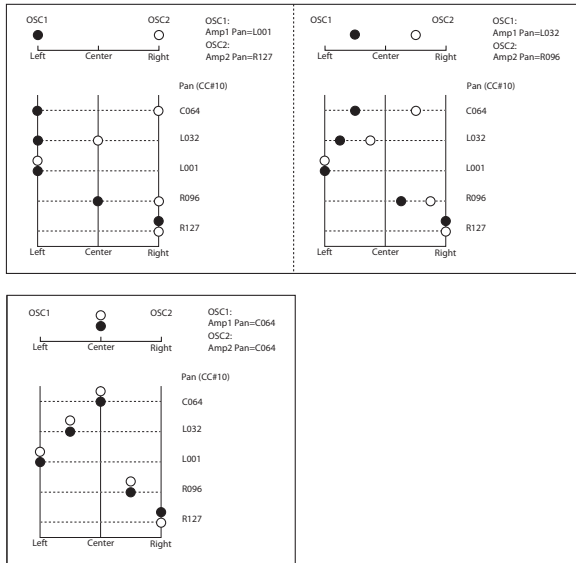 OSC1 OSC2
OSC1:
Amp1 Pan=L001
OSC2:
Amp2 Pan=R127
Left Center Right
Pan (CC#10)
C064
L032
L001
R096
R127
Left Center Right
OSC1 OSC2
OSC1:
Amp1 Pan=L032
OSC2:
Amp2 Pan=R096
Left Center Right
Pan (CC#10)
C064
L032
L001
R096
R127
Left Center Right
OSC1 OSC2
OSC1:
Amp1 Pan=C064
OSC2:
Amp2 Pan=C064
Left Center Right
Pan (CC#10)
C064
L032
L001
R096
R127
Left Center Right